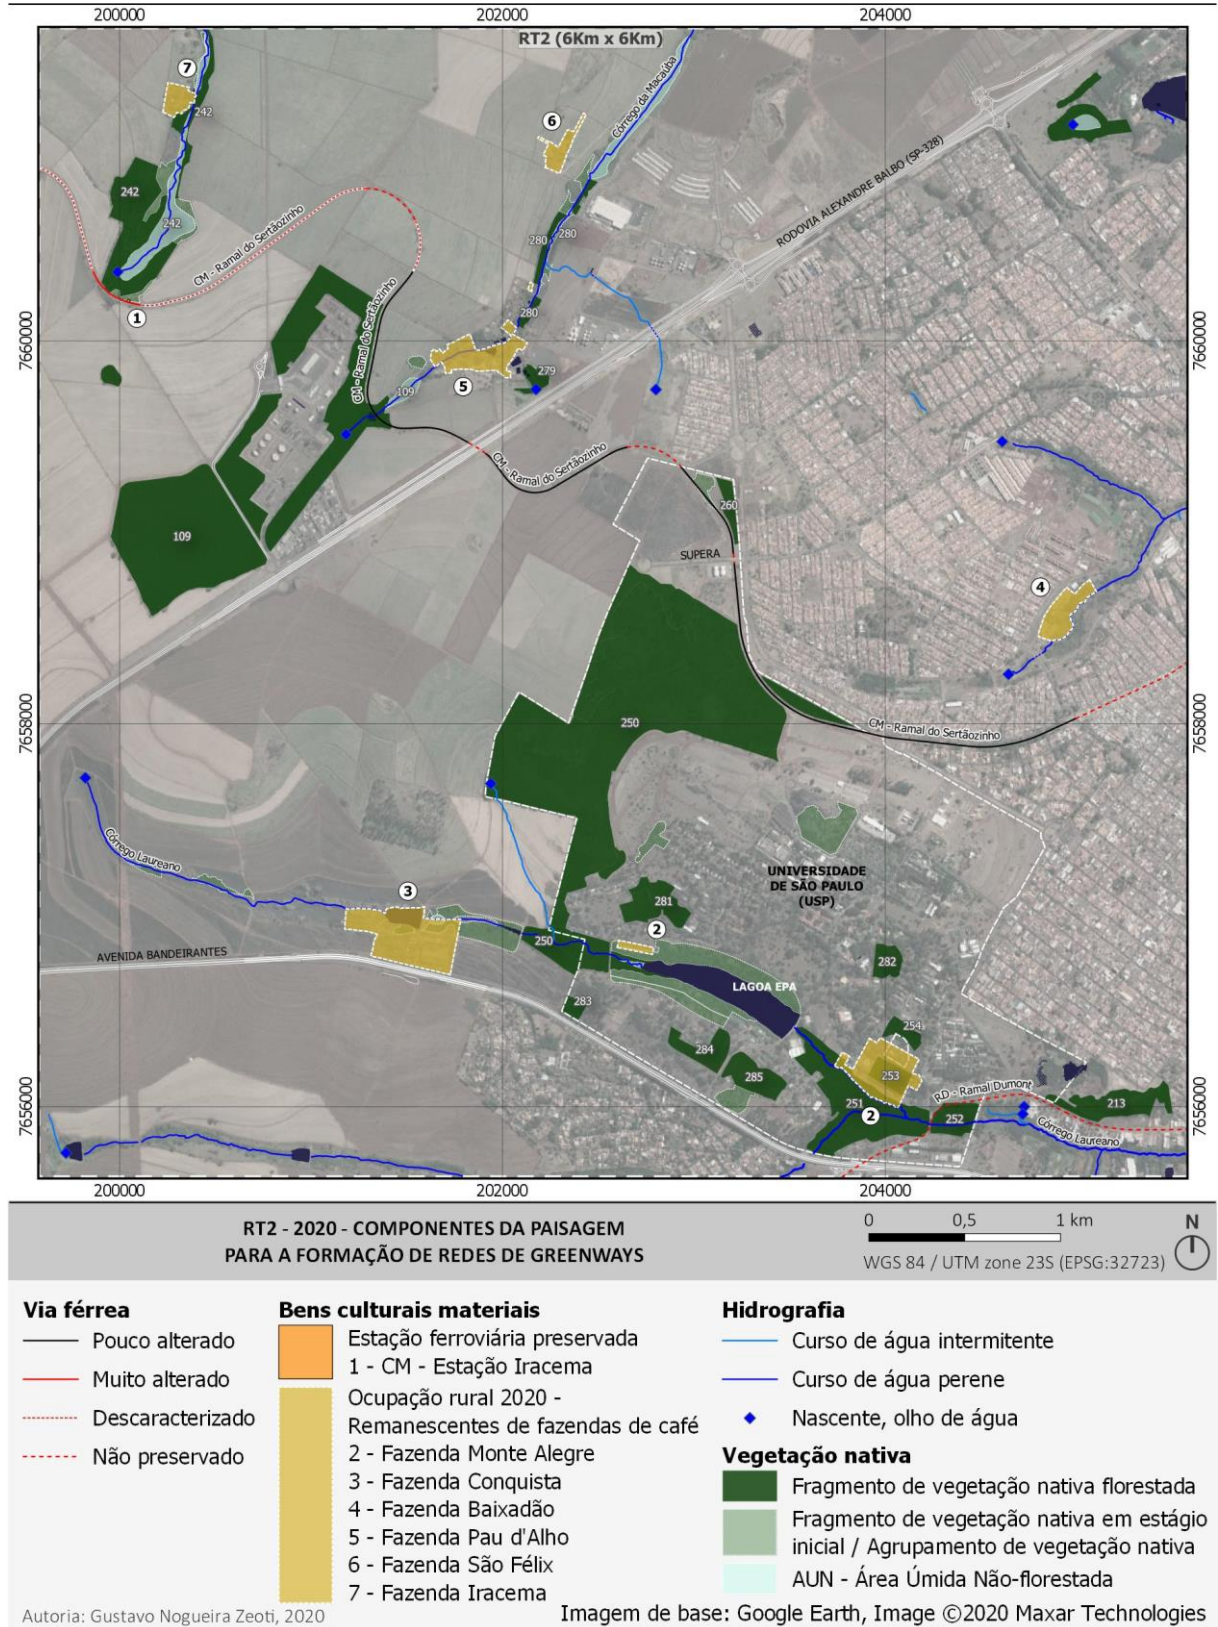 200000
202000
204000
RT2 (6Km x 6Km)
7
242
Córrego da Macaúba
6
RODOVIA ALEXANDRE BALBO (SP-328)
242
242
280
280
CM - Ramal do Sertãozinho
1
280
CM - Ramal do Sertãozinho
7660000
7660000
5
279
109
CM - Ramal do Sertãozinho
260
109
SUPERA
4
250
CM - Ramal do Sertãozinho
7658000
7658000
Córrego Laureano
UNIVERSIDADE
DE SÃO PAULO
(USP)
3
281
2
250
AVENIDA BANDEIRANTES
282
LAGOA EPA
283
254
284
285
253
RD - Ramal Dumont
213
251
2
252
Córrego Laureano
7656000
7656000
200000
202000
204000
RT2 - 2020 - COMPONENTES DA PAISAGEM
PARA A FORMAÇÃO DE REDES DE GREENWAYS
0 0,5 1 km
WGS 84 / UTM zone 23S (EPSG:32723)
N
Via férrea
Pouco alterado
Muito alterado
Descaracterizado
Não preservado
Bens culturais materiais
Estação ferroviária preservada
1 - CM - Estação Iracema
Ocupação rural 2020 -
Remanescentes de fazendas de café
2 - Fazenda Monte Alegre
3 - Fazenda Conquista
4 - Fazenda Baixadão
5 - Fazenda Pau d'Alho
6 - Fazenda São Félix
7 - Fazenda Iracema
Hidrografia
Curso de água intermitente
Curso de água perene
Nascente, olho de água
Vegetação nativa
Fragmento de vegetação nativa florestada
Fragmento de vegetação nativa em estágio
inicial / Agrupamento de vegetação nativa
AUN - Área Úmida Não-florestada
Autoria: Gustavo Nogueira Zeoti, 2020
Imagem de base: Google Earth, Image ©2020 Maxar Technologies